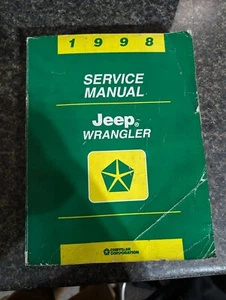 1998
SERVICE
MANUAL
Jeep®
WRANGLER
CHRYSLER
CORPORATION